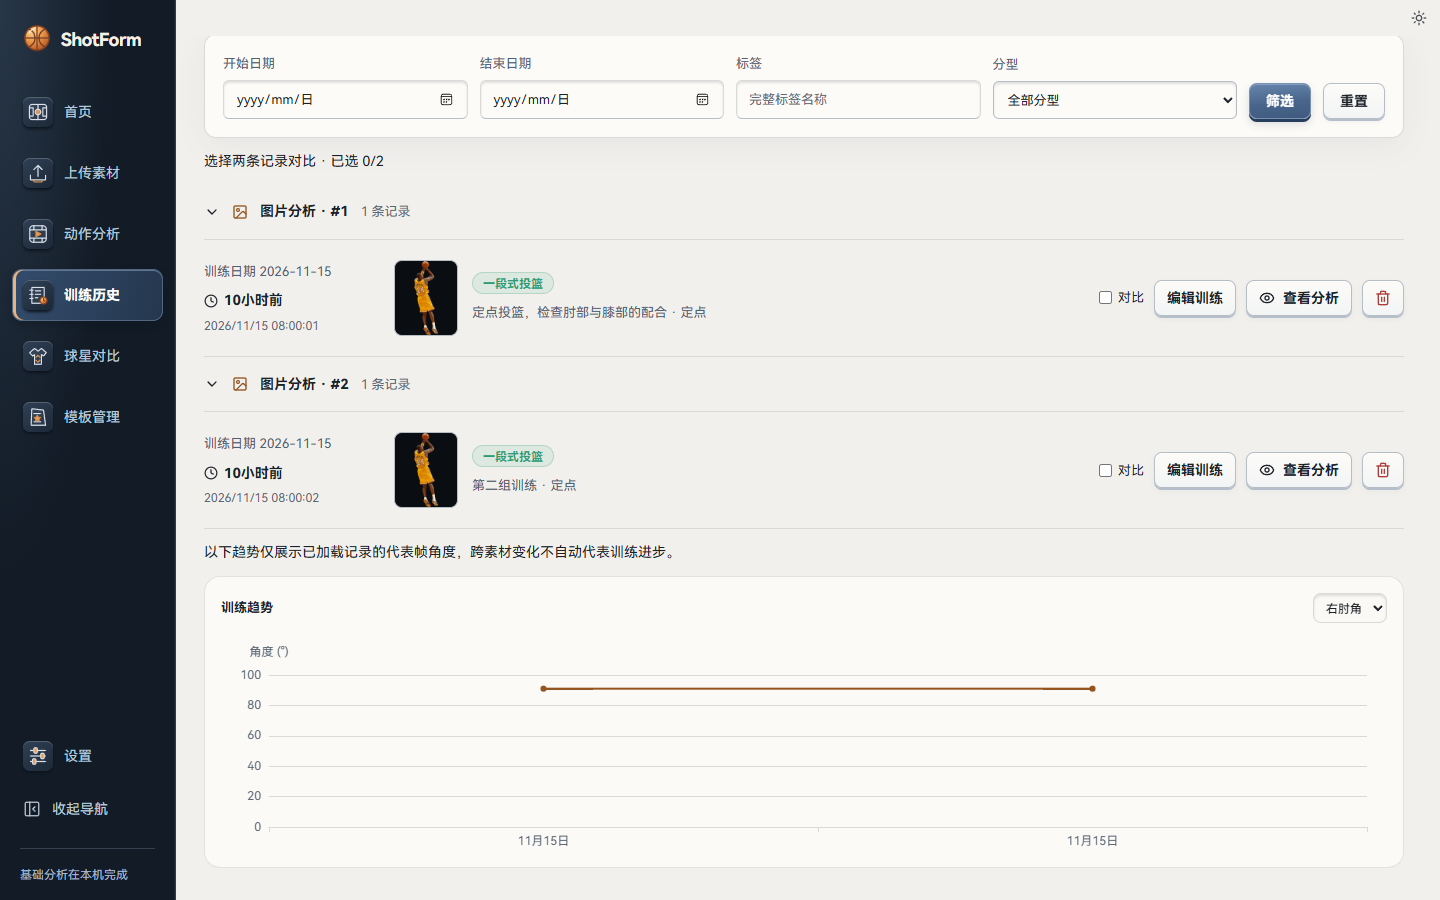 ShotForm
首页
上传素材
动作分析
训练历史
球星对比
模板管理
设置
收起导航
基础分析在本机完成
开始日期
结束日期
标签
分型
yyyy/mm/日
yyyy/mm/日
完整标签名称
全部分型
筛选
重置
选择两条记录对比 · 已选 0/2
图片分析 · #1 1 条记录
训练日期 2026-11-15
10小时前
2026/11/15 08:00:01
一段式投篮
定点投篮，检查肘部与膝部的配合 · 定点
对比
编辑训练
查看分析
图片分析 · #2 1 条记录
训练日期 2026-11-15
10小时前
2026/11/15 08:00:02
一段式投篮
第二组训练 · 定点
对比
编辑训练
查看分析
以下趋势仅展示已加载记录的代表帧角度，跨素材变化不自动代表训练进步。
训练趋势
右肘角
角度 (°)
100
80
60
40
20
0
11月15日
11月15日